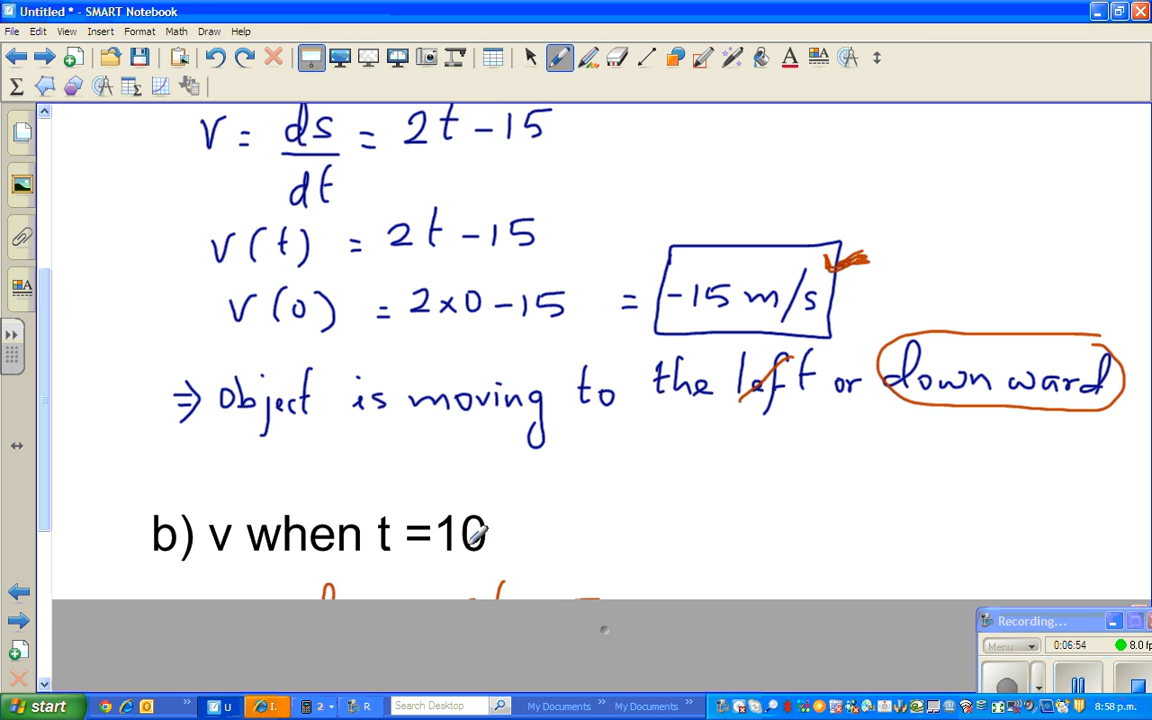 Untitled * - SMART Notebook
File Edit View Insert Format Math Draw Help
v = ds/dt = 2t - 15
v(t) = 2t - 15
v(0) = 2×0 - 15 = -15 m/s
⇒ object is moving to the left or downward
b) v when t =10
Recording...
Menu 0:06:54 8.0 fp
start U I. 2 R Search Desktop My Documents My Documents 8:58 p.m.